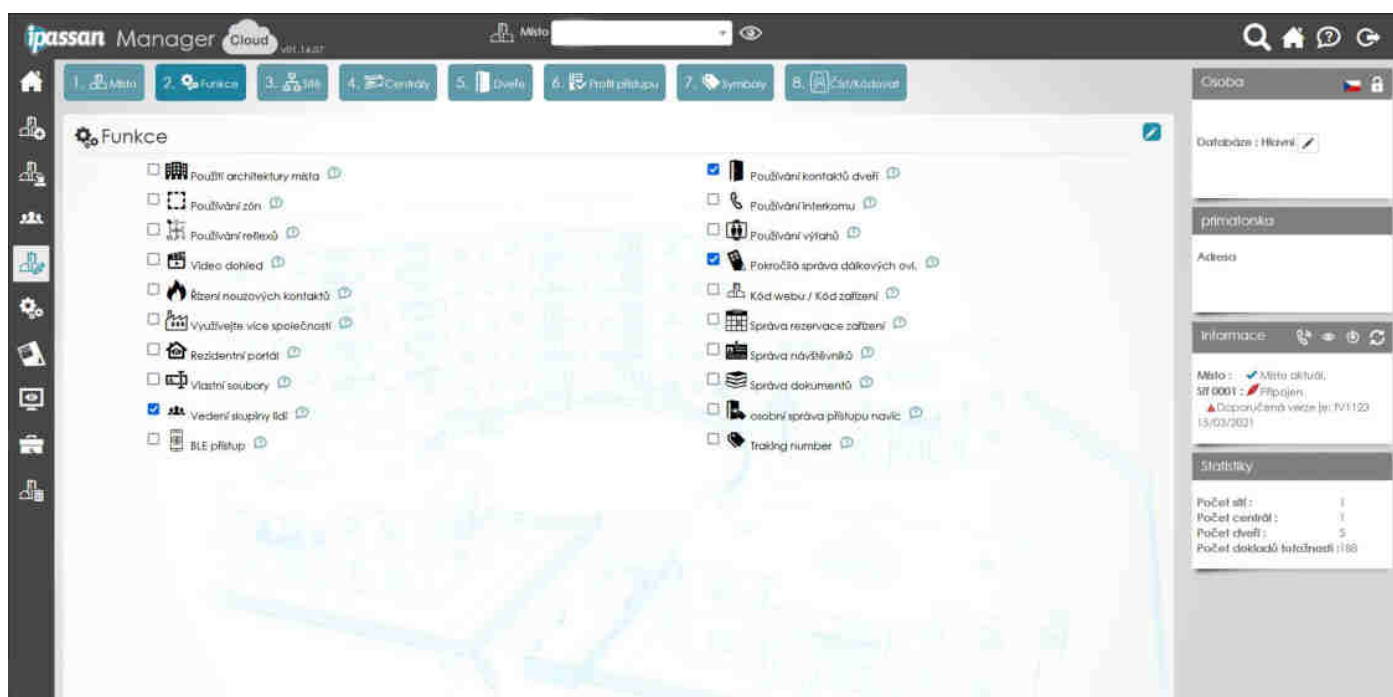 ipassan Manager Cloud v01.14.07
Místo
1. Místo 2. Funkce 3. Sítě 4. Centrály 5. Dveře 6. Profil přístupu 7. Symboly 8. Číst/Kódovat
Funkce
Použití architektury místa
Používání zón
Používání reflexů
Video dohled
Řízení nouzových kontaktů
Využívejte více společností
Rezidentní portál
Vlastní soubory
Vedení skupiny lidí
BLE přístup
Používání kontaktů dveří
Používání interkomu
Používání výtahů
Pokročilá správa dálkových ovl.
Kód webu / Kód zařízení
Správa rezervace zařízení
Správa návštěvníků
Správa dokumentů
osobní správa přístupu navíc
Traking number
Osoba
Databáze : Hlavní
primatorska
Adresa
Informace
Místo : Místo aktuál.
Síť 0001 : Připojen
Doporučená verze je: fV1123
15/03/2021
Statistiky
Počet sítí : 1
Počet centrál : 1
Počet dveří : 5
Počet dokladů totožnosti :188